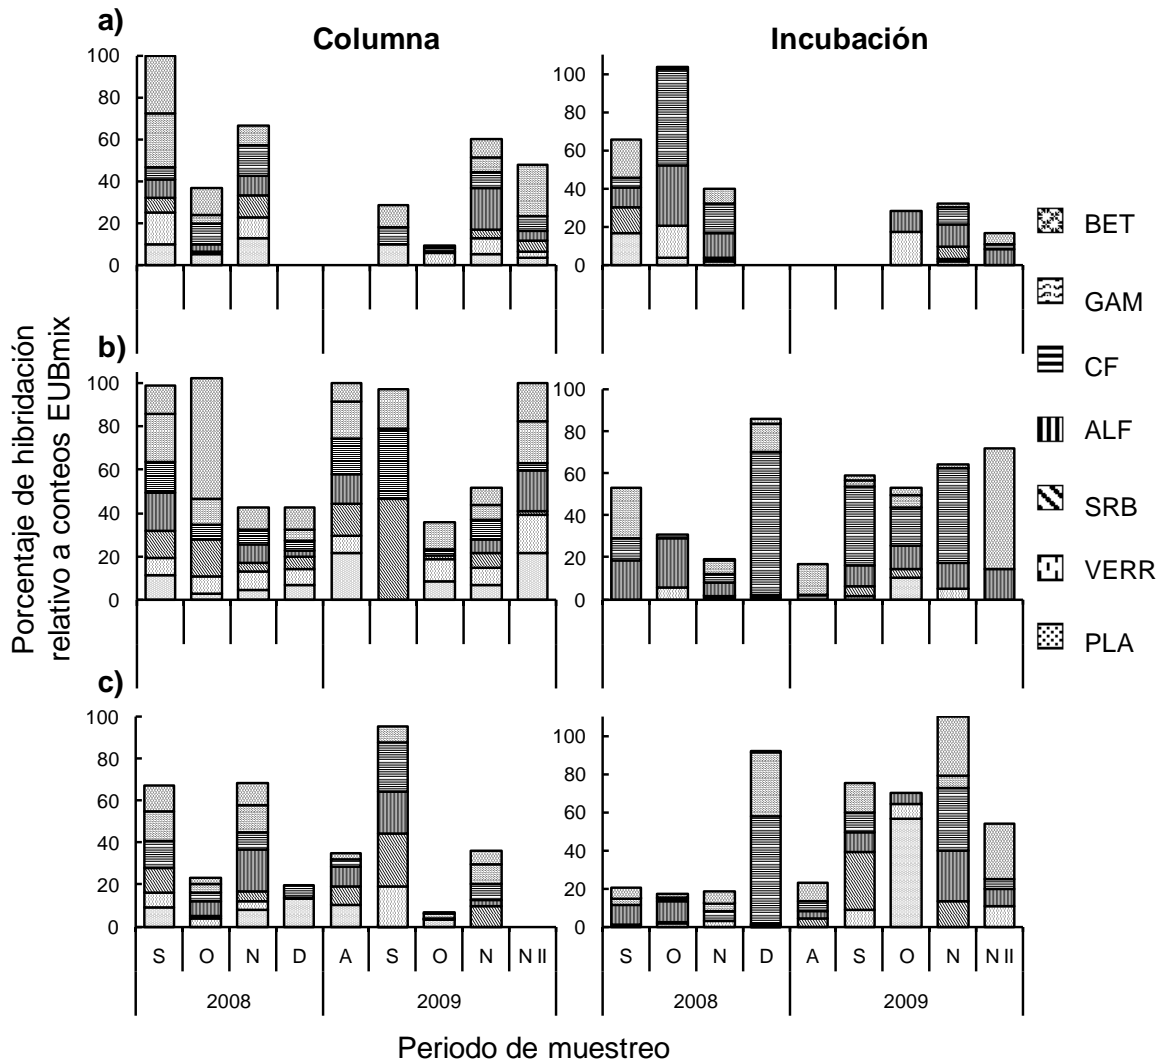 a)
Columna
Incubación
100
80
60
40
20
0
100
80
60
40
20
0
b)
100
80
60
40
20
0
100
80
60
40
20
0
c)
100
80
60
40
20
0
100
80
60
40
20
0
S O N D A S O N N II
2008 2009
S O N D A S O N N II
2008 2009
Porcentaje de hibridación
relativo a conteos EUBmix
Periodo de muestreo
BET
GAM
CF
ALF
SRB
VERR
PLA